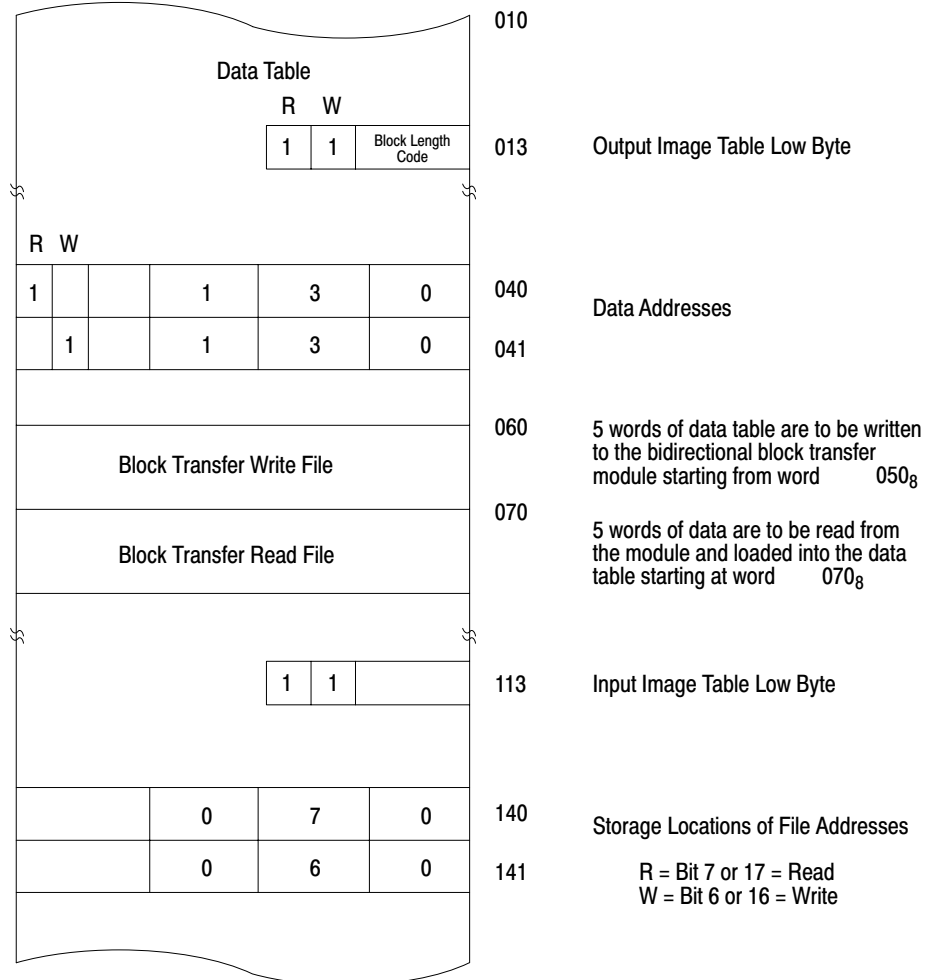 010
Data Table
R W
1 1 Block Length Code 013 Output Image Table Low Byte
R W
1 1 3 0 040
Data Addresses
1 1 3 0 041
060 5 words of data table are to be written
to the bidirectional block transfer
Block Transfer Write File module starting from word 050₈
070
5 words of data are to be read from
Block Transfer Read File the module and loaded into the data
table starting at word 070₈
1 1 113 Input Image Table Low Byte
0 7 0 140
Storage Locations of File Addresses
0 6 0 141
R = Bit 7 or 17 = Read
W = Bit 6 or 16 = Write